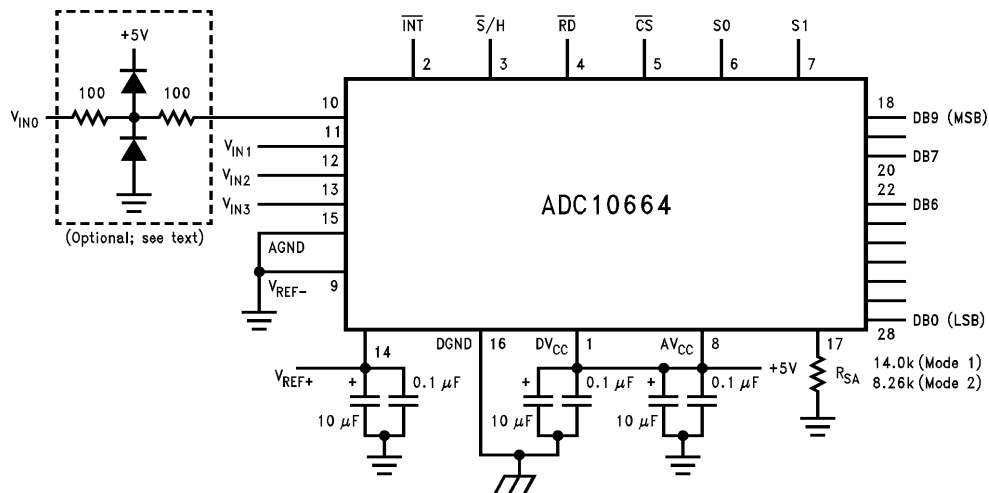 I̅N̅T̅ S̅/H R̅D̅ C̅S̅ S0 S1
+5V
2 3 4 5 6 7
100 100
10 18
V_IN0 DB9 (MSB)
11
V_IN1
12 DB7
V_IN2 20
13 22
V_IN3 ADC10664 DB6
15
(Optional; see text)
AGND
V_REF- 9
DB0 (LSB)
28
14 DGND 16 DV_CC 1 AV_CC 8 17
V_REF+ +5V R_SA 14.0k (Mode 1)
8.26k (Mode 2)
+ 0.1 µF + 0.1 µF + 0.1 µF
10 µF 10 µF 10 µF